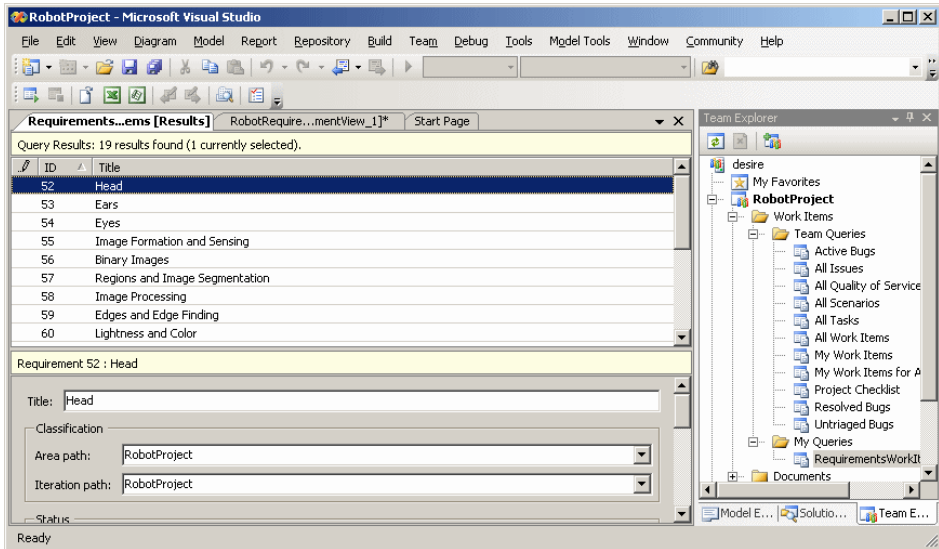 RobotProject - Microsoft Visual Studio
File Edit View Diagram Model Report Repository Build Team Debug Tools Model Tools Window Community Help
Requirements...ems [Results] RobotRequire...mentView_1]* Start Page
Query Results: 19 results found (1 currently selected).
ID Title
52 Head
53 Ears
54 Eyes
55 Image Formation and Sensing
56 Binary Images
57 Regions and Image Segmentation
58 Image Processing
59 Edges and Edge Finding
60 Lightness and Color
Requirement 52 : Head
Title: Head
Classification
Area path: RobotProject
Iteration path: RobotProject
Status
Ready
Team Explorer
desire
My Favorites
RobotProject
Work Items
Team Queries
Active Bugs
All Issues
All Quality of Service
All Scenarios
All Tasks
All Work Items
My Work Items
My Work Items for A
Project Checklist
Resolved Bugs
Untriaged Bugs
My Queries
RequirementsWorkIt
Documents
Model E... Solutio... Team E...